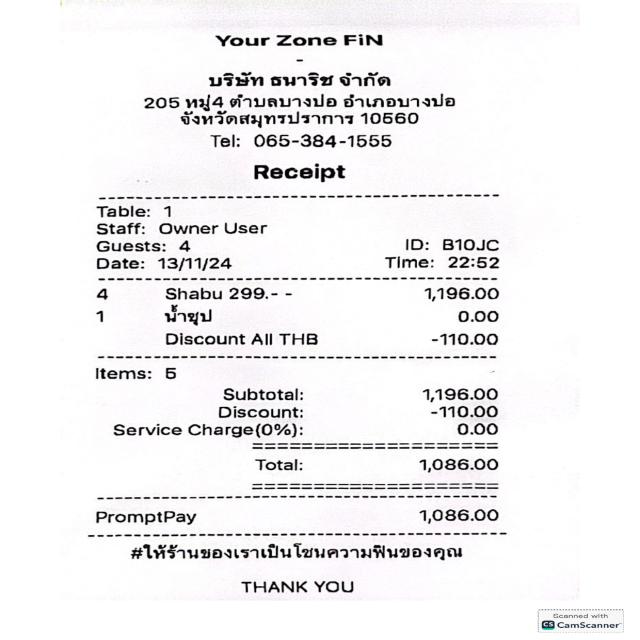 Your Zone FiN
-
บริษัท ธนาริช จำกัด
205 หมู่4 ตำบลบางปอ อำเภอบางปอ
จังหวัดสมุทรปราการ 10560
Tel: 065-384-1555
Receipt
Table: 1
Staff: Owner User
Guests: 4 ID: B10JC
Date: 13/11/24 Time: 22:52
4 Shabu 299.- - 1,196.00
1 น้ำซุป 0.00
Discount All THB -110.00
Items: 5
Subtotal: 1,196.00
Discount: -110.00
Service Charge(0%): 0.00
Total: 1,086.00
PromptPay 1,086.00
#ให้ร้านของเราเป็นโซนความฟินของคุณ
THANK YOU
Scanned with
CS CamScanner